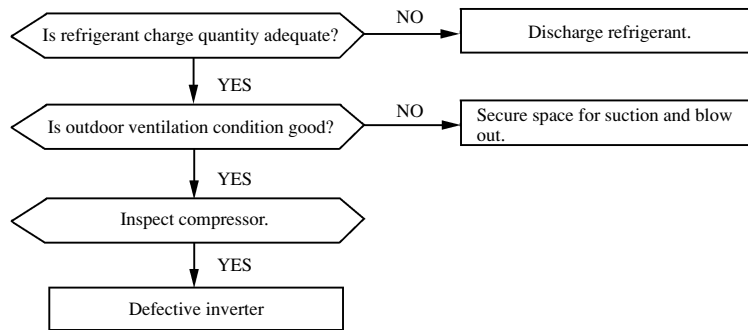 Is refrigerant charge quantity adequate?
NO
Discharge refrigerant.
YES
Is outdoor ventilation condition good?
NO
Secure space for suction and blow
out.
YES
Inspect compressor.
YES
Defective inverter